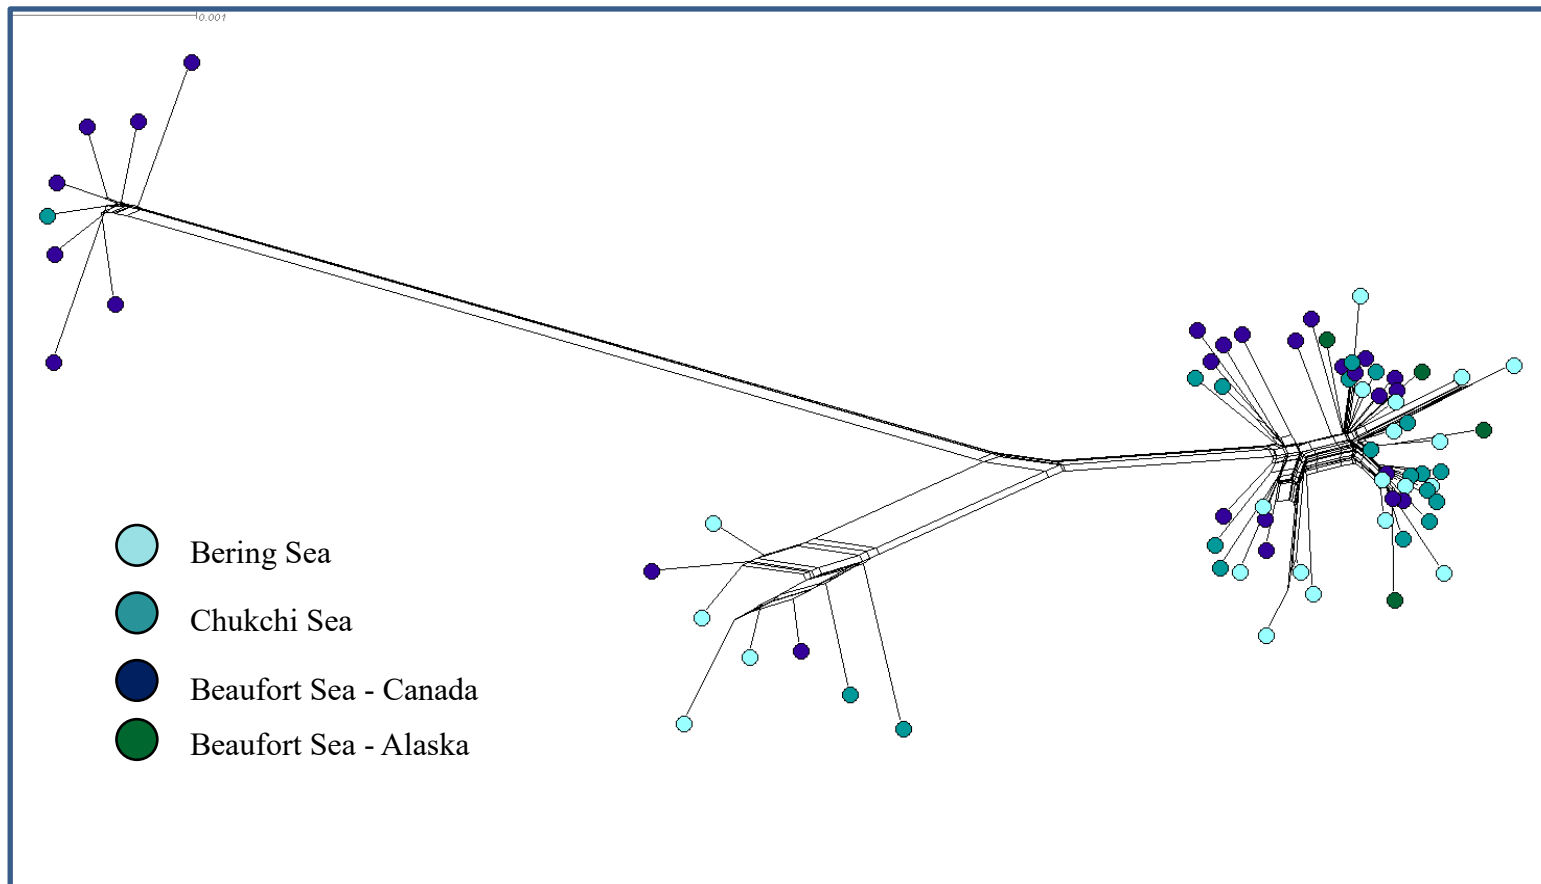 0.001
Bering Sea
Chukchi Sea
Beaufort Sea - Canada
Beaufort Sea - Alaska